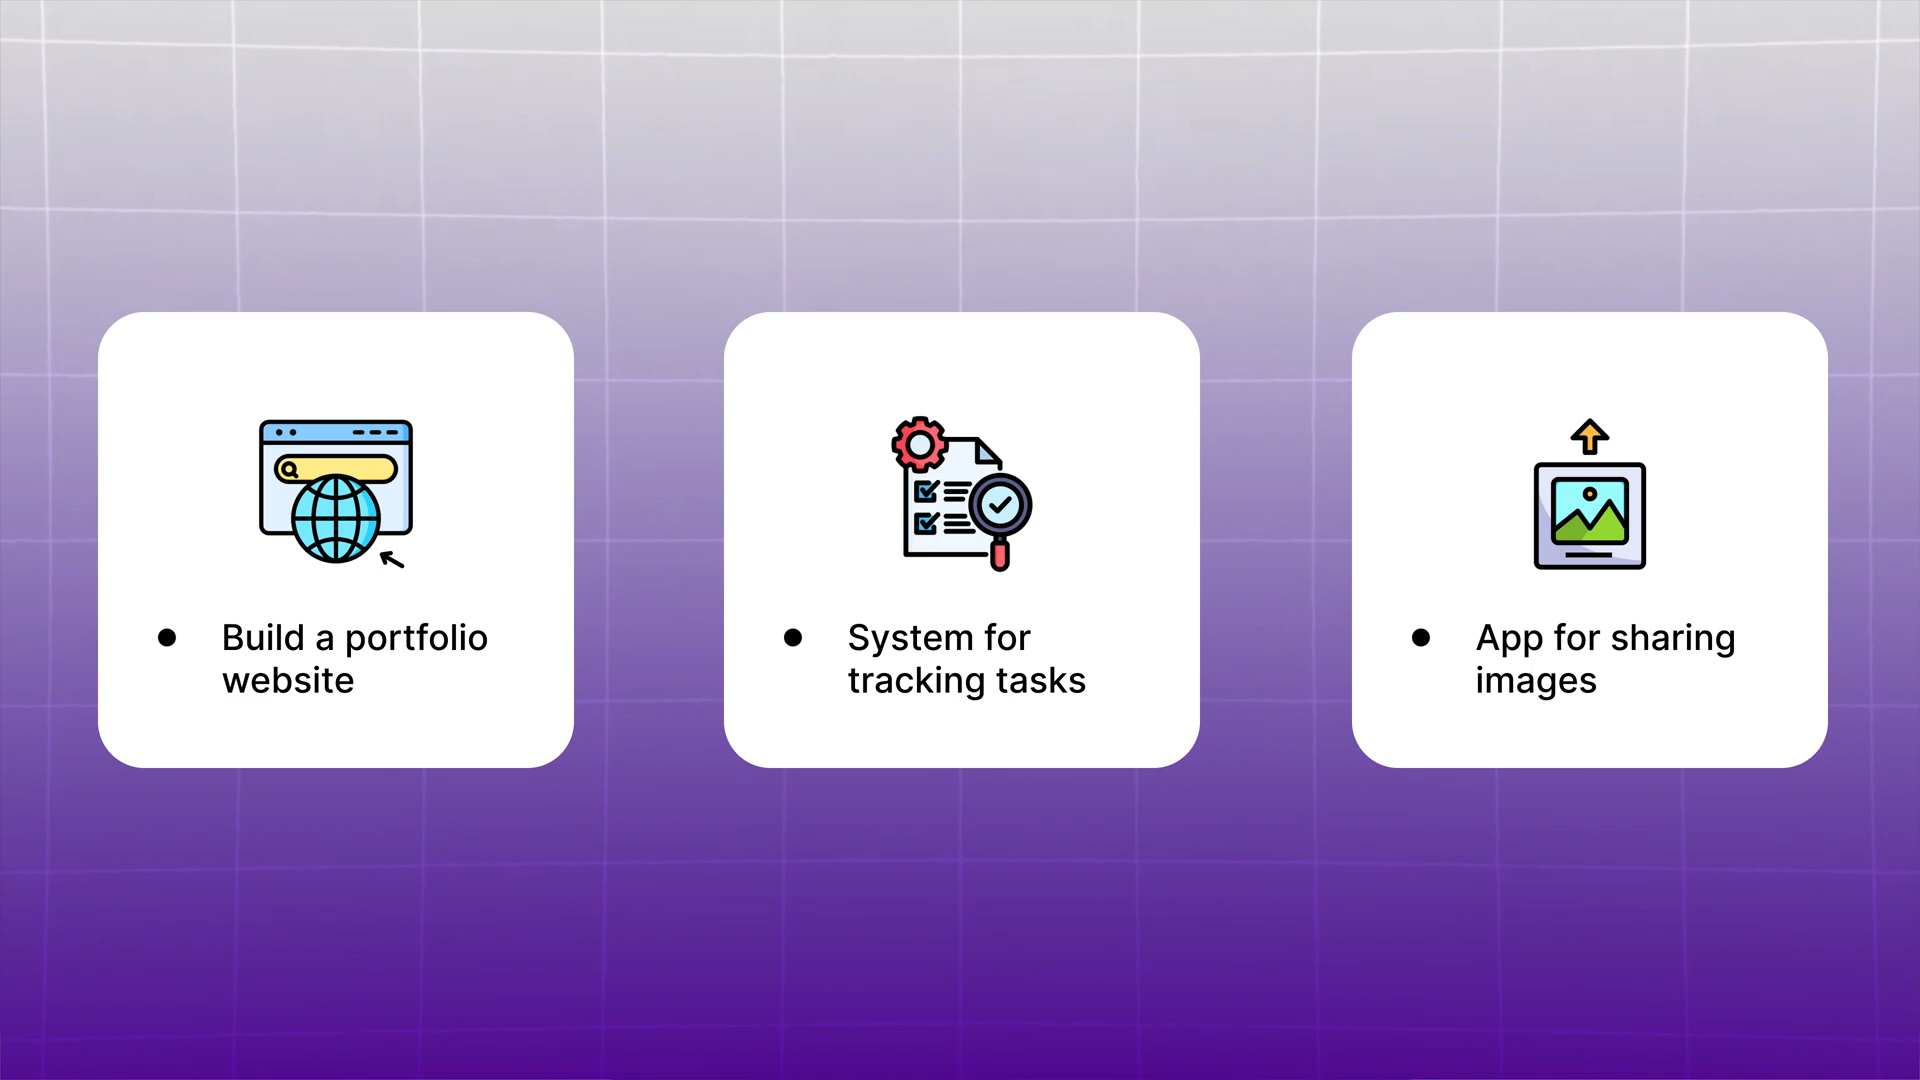 ● Build a portfolio
website
● System for
tracking tasks
● App for sharing
images